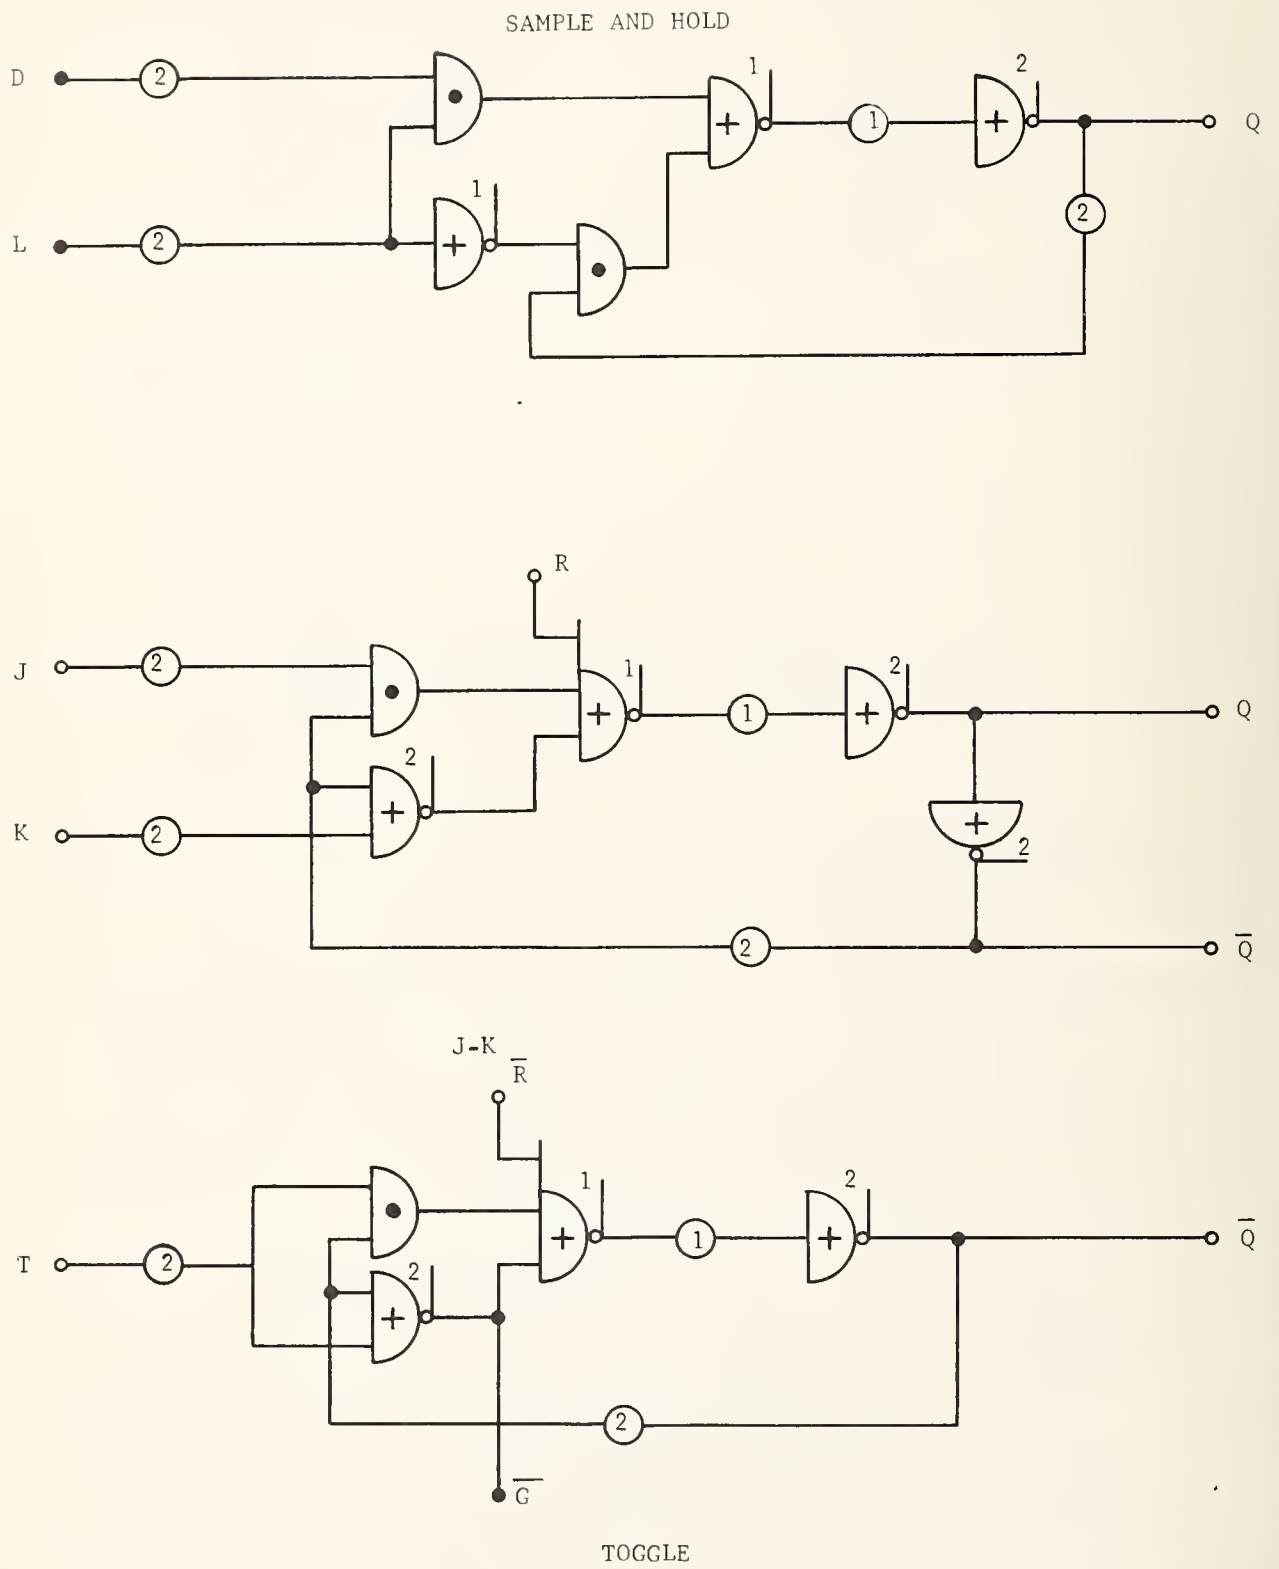 SAMPLE AND HOLD
D 2 • + 1 1 + 2 Q
2
L 2 + 1 •
R
J 2 • + 1 1 + 2 Q
K 2 + 2
+ 2
2 Q̅
J-K
R̅
T 2 • + 1 1 + 2 Q̅
+ 2
2
G̅
TOGGLE